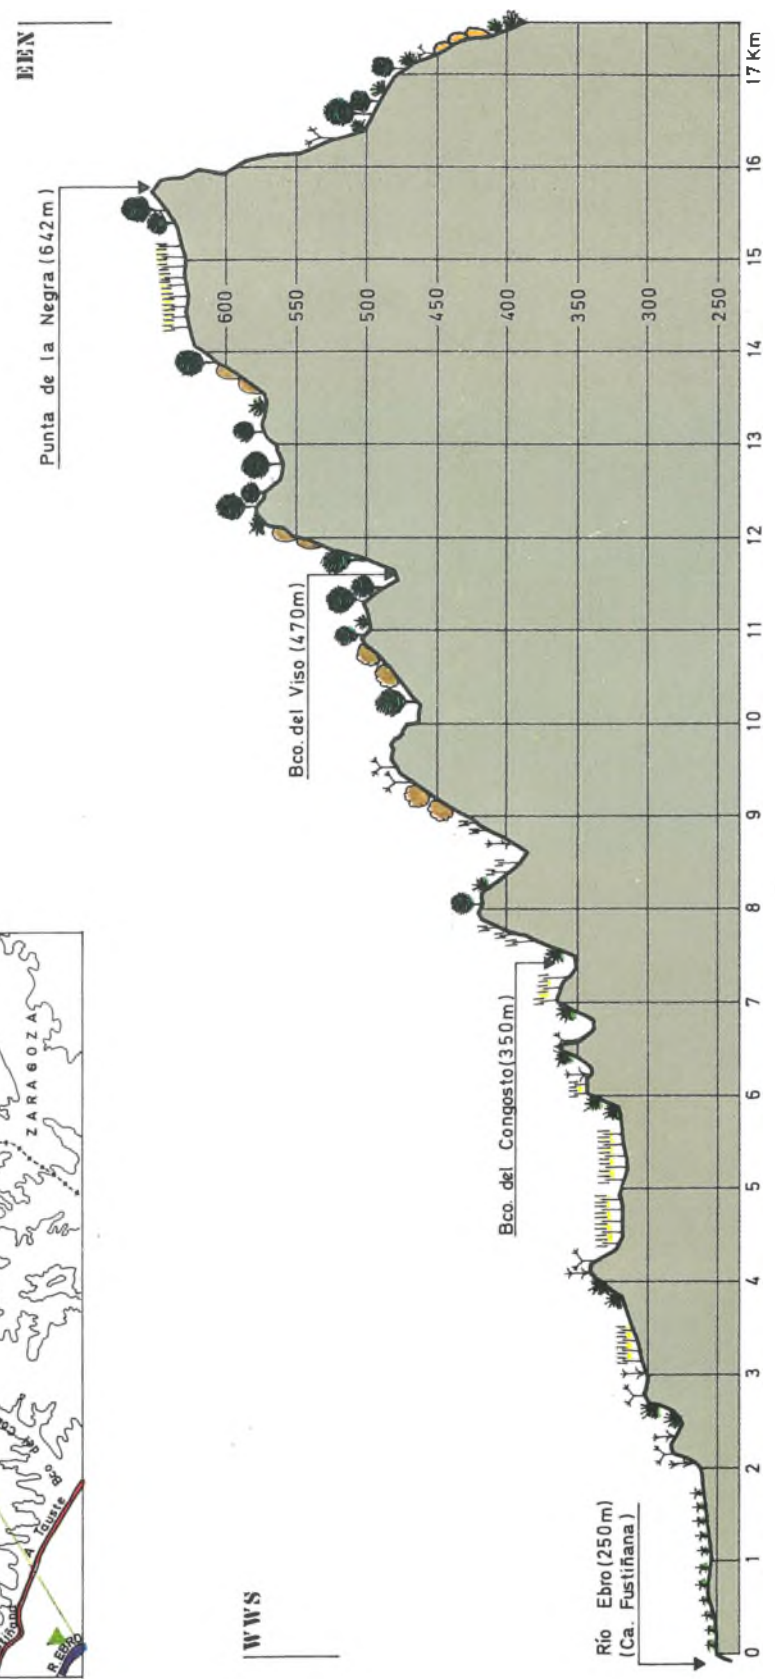 EEN
Punta de la Negra (642m)
Bco. del Viso (470m)
Bco. del Congosto (350m)
Río Ebro (250m)
(Ca. Fustiñana)
WWS
600
550
500
450
400
350
300
250
0 1 2 3 4 5 6 7 8 9 10 11 12 13 14 15 16 17 Km
ZARAGOZA
A Tauste
R. EBRO
Bco